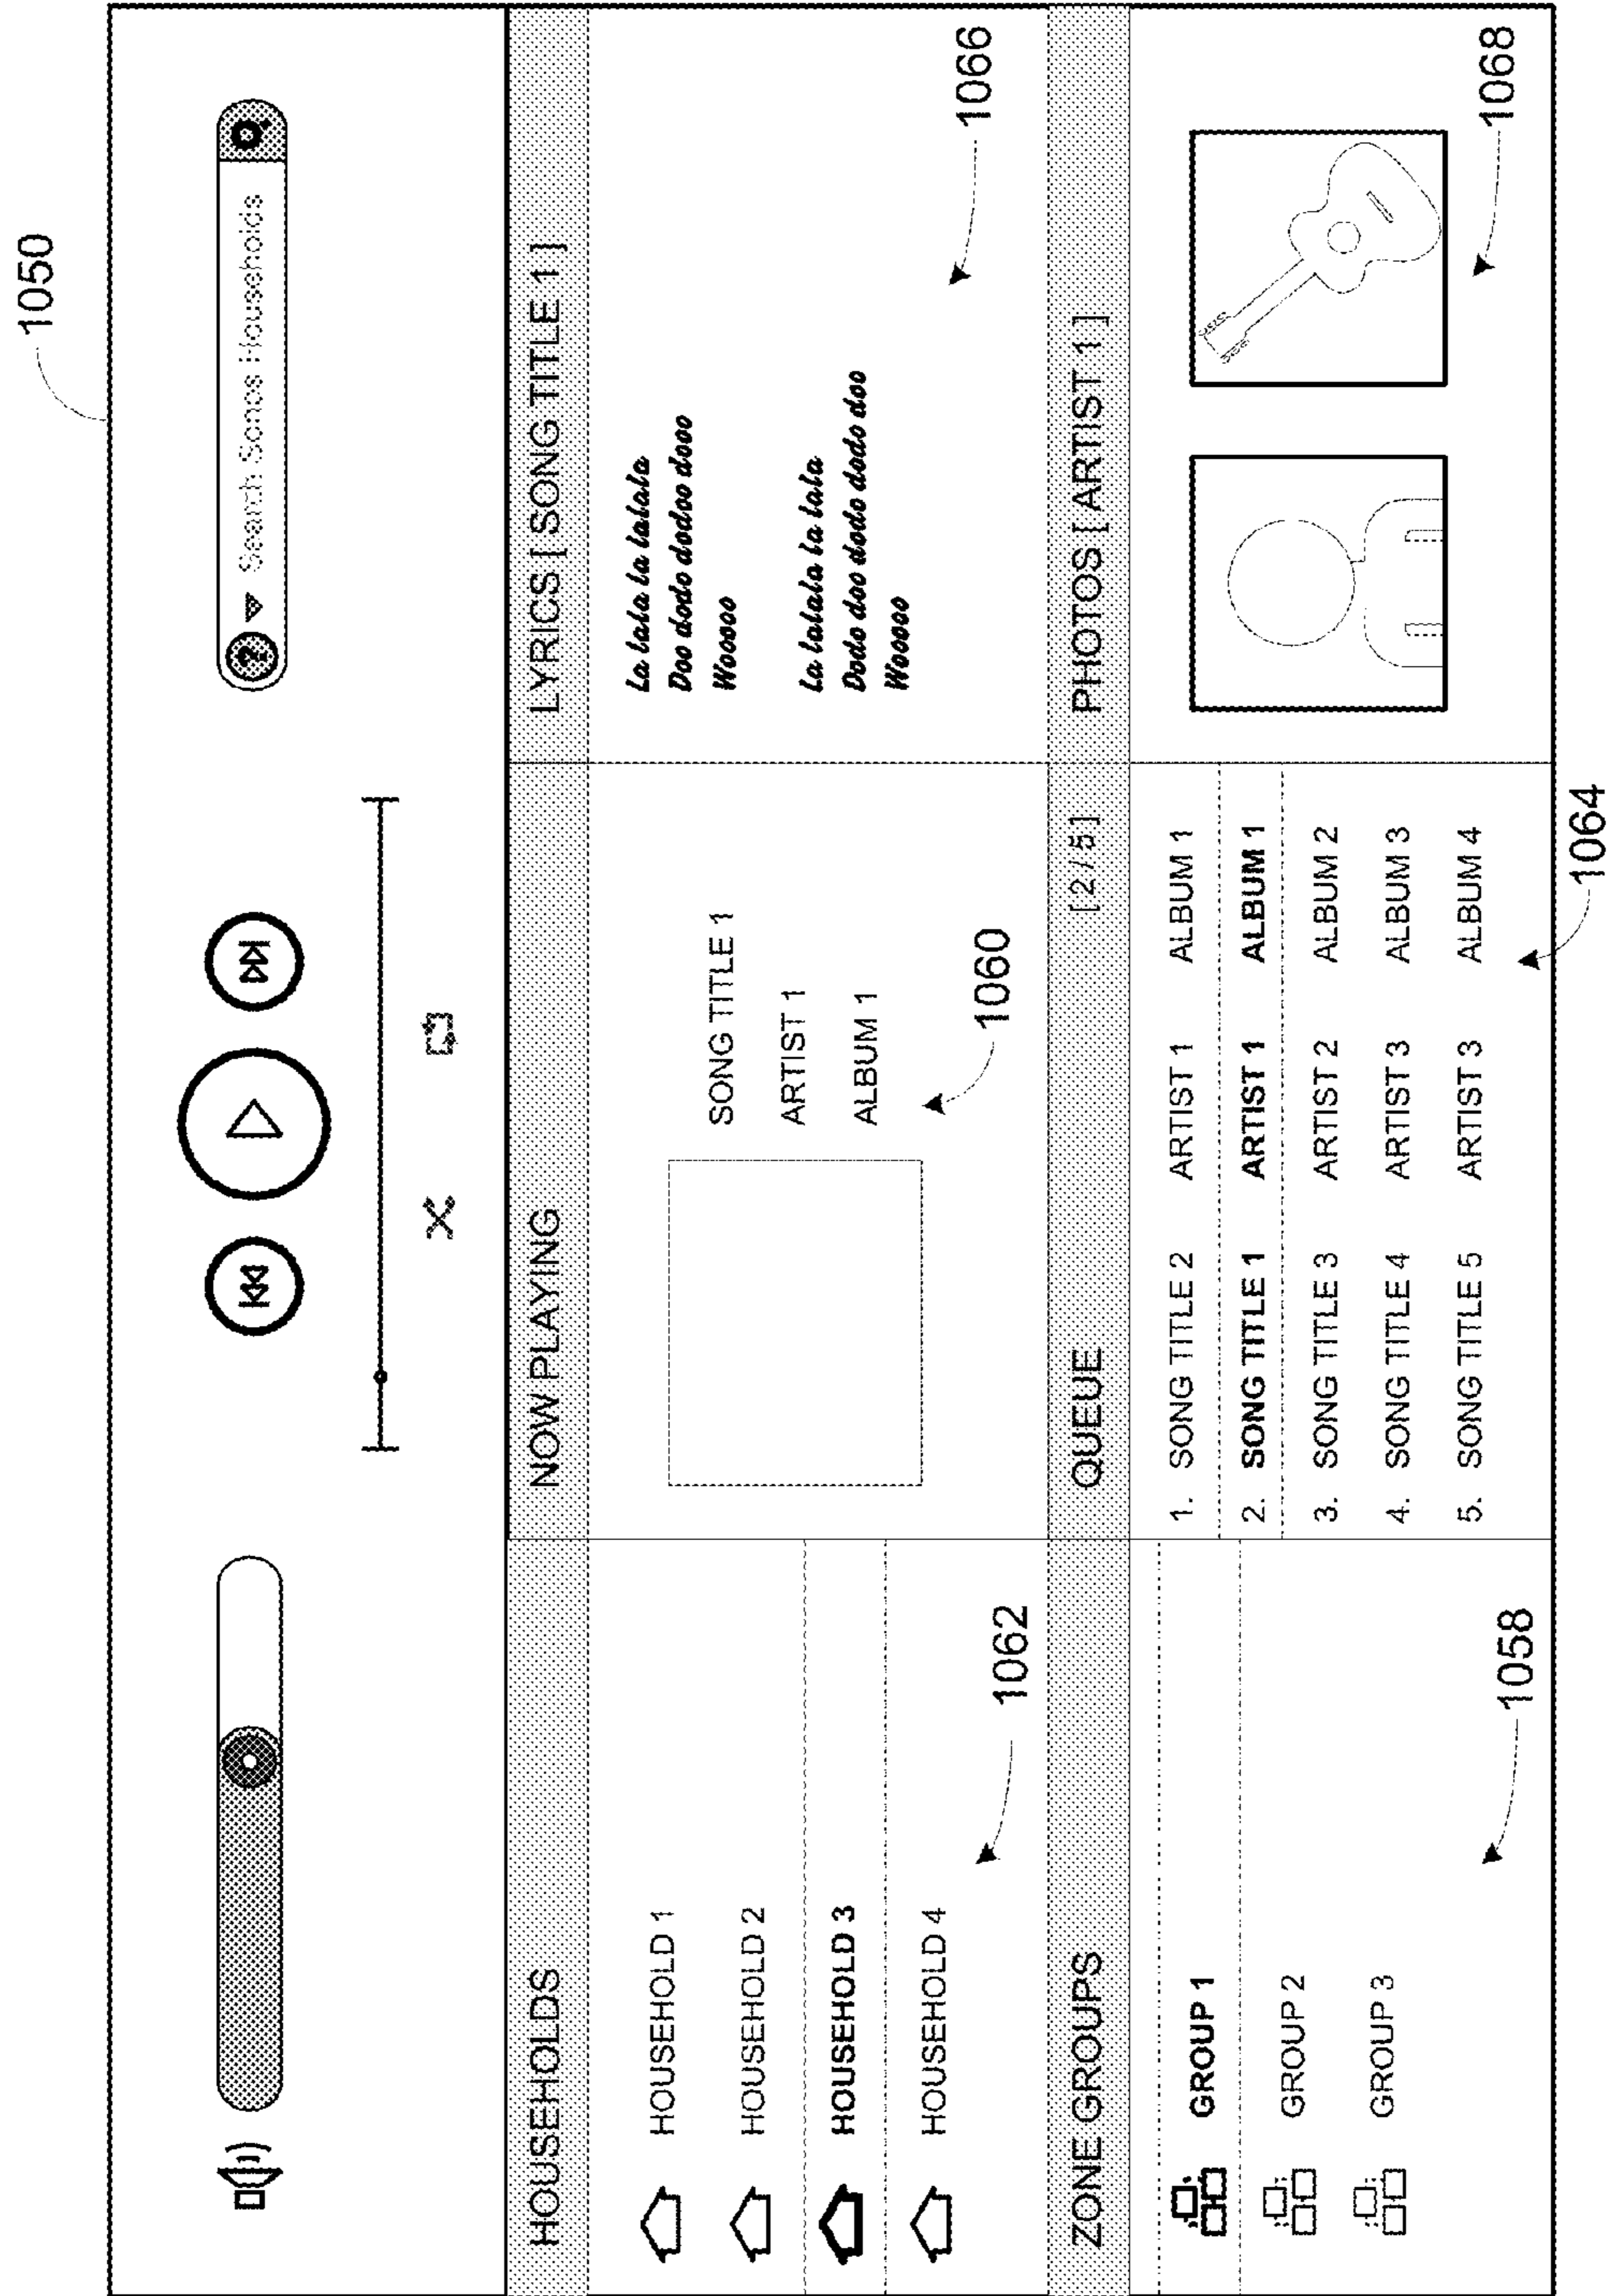 1050
? Search Sonos Households
HOUSEHOLDS
HOUSEHOLD 1
HOUSEHOLD 2
HOUSEHOLD 3
HOUSEHOLD 4
1062
NOW PLAYING
SONG TITLE 1
ARTIST 1
ALBUM 1
1060
LYRICS [ SONG TITLE 1 ]
La lala la lalala
Doo dodo dodoo dooo
Wooooo
La lalala la lala
Dodo doo dodo dodo doo
Wooooo
1066
ZONE GROUPS
GROUP 1
GROUP 2
GROUP 3
1058
QUEUE [ 2 / 5 ]
1. SONG TITLE 2 ARTIST 1 ALBUM 1
2. SONG TITLE 1 ARTIST 1 ALBUM 1
3. SONG TITLE 3 ARTIST 2 ALBUM 2
4. SONG TITLE 4 ARTIST 3 ALBUM 3
5. SONG TITLE 5 ARTIST 3 ALBUM 4
1064
PHOTOS [ ARTIST 1 ]
1068